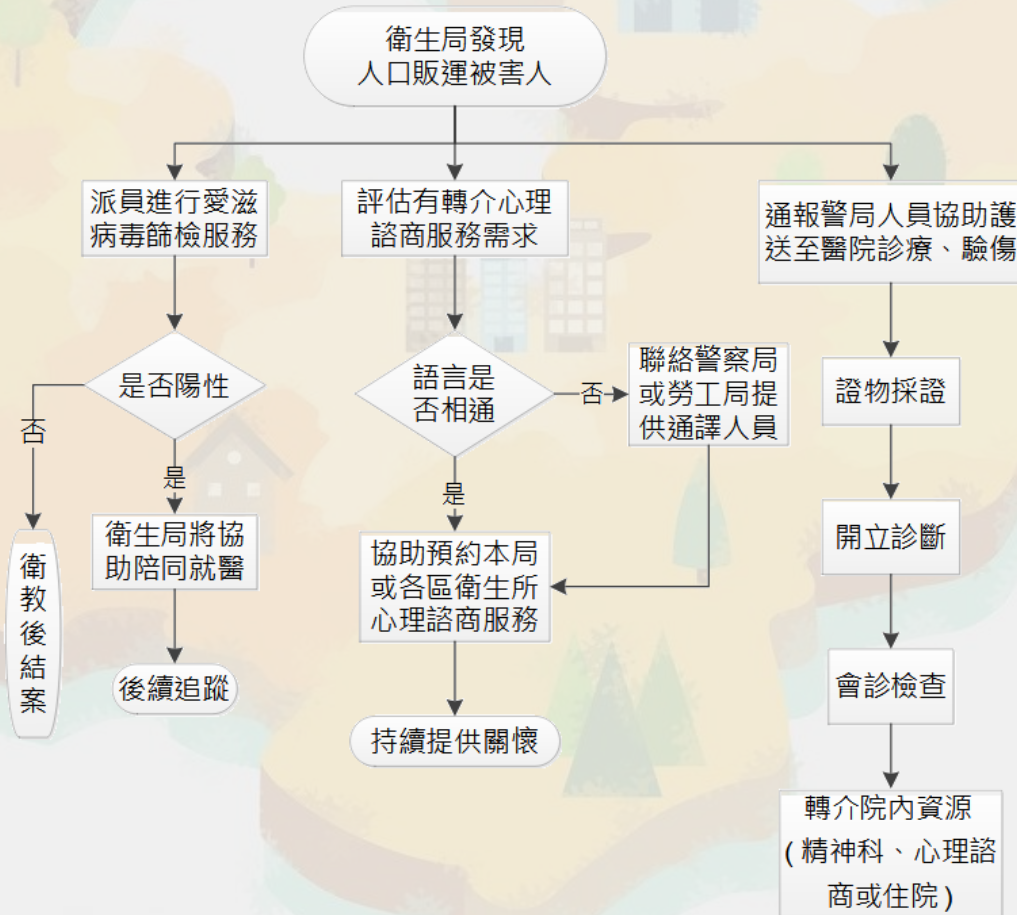 衛生局發現
人口販運被害人
派員進行愛滋
病毒篩檢服務
評估有轉介心理
諮商服務需求
通報警局人員協助護
送至醫院診療、驗傷
是否陽性
否
是
衛生局將協
助陪同就醫
後續追蹤
衛教後結案
語言是
否相通
否
聯絡警察局
或勞工局提
供通譯人員
是
協助預約本局
或各區衛生所
心理諮商服務
持續提供關懷
證物採證
開立診斷
會診檢查
轉介院內資源
(精神科、心理諮
商或住院)